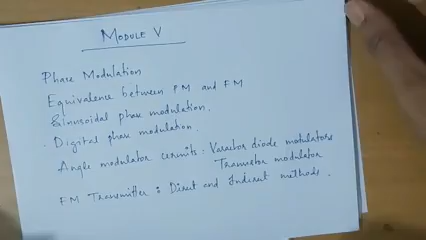 MODULE V
Phase Modulation
Equivalence between PM and FM
Sinusoidal phase modulation.
. Digital phase modulation.
Angle modulator circuits : Varactor diode modulators
Transistor modulator
FM Transmitter : Direct and Indirect methods.